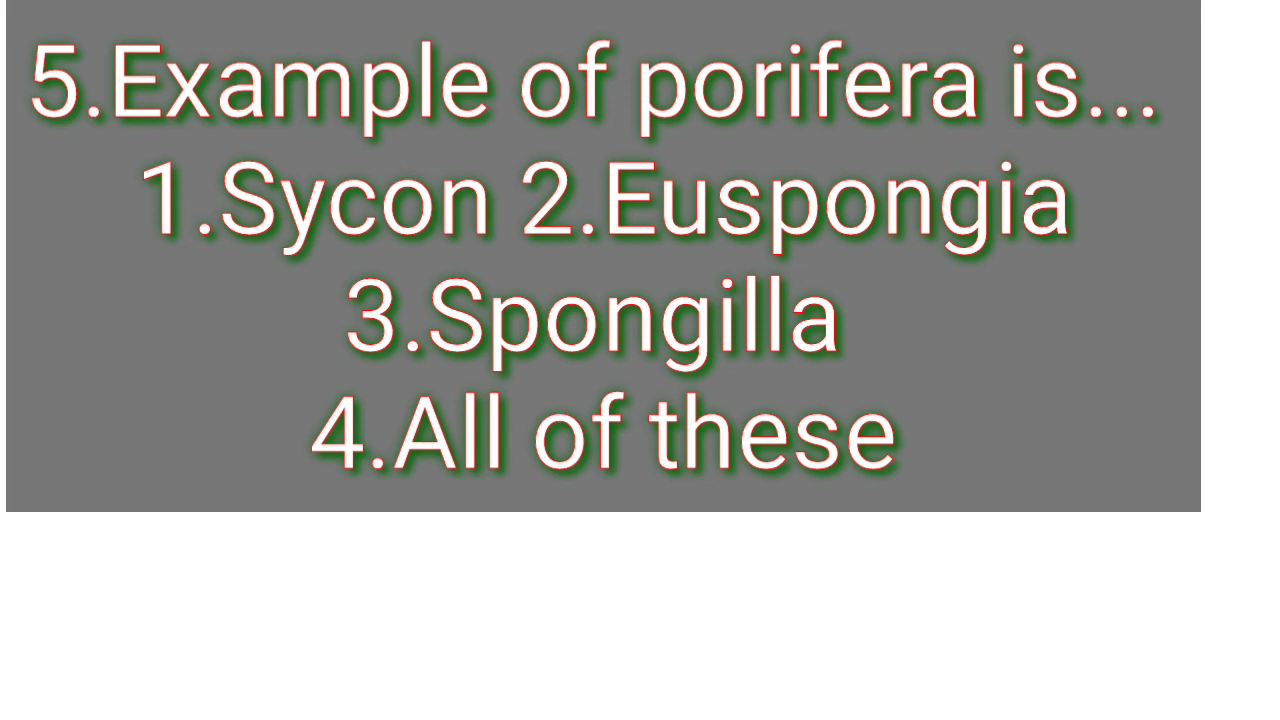 5.Example of porifera is...
1.Sycon 2.Euspongia
3.Spongilla
4.All of these